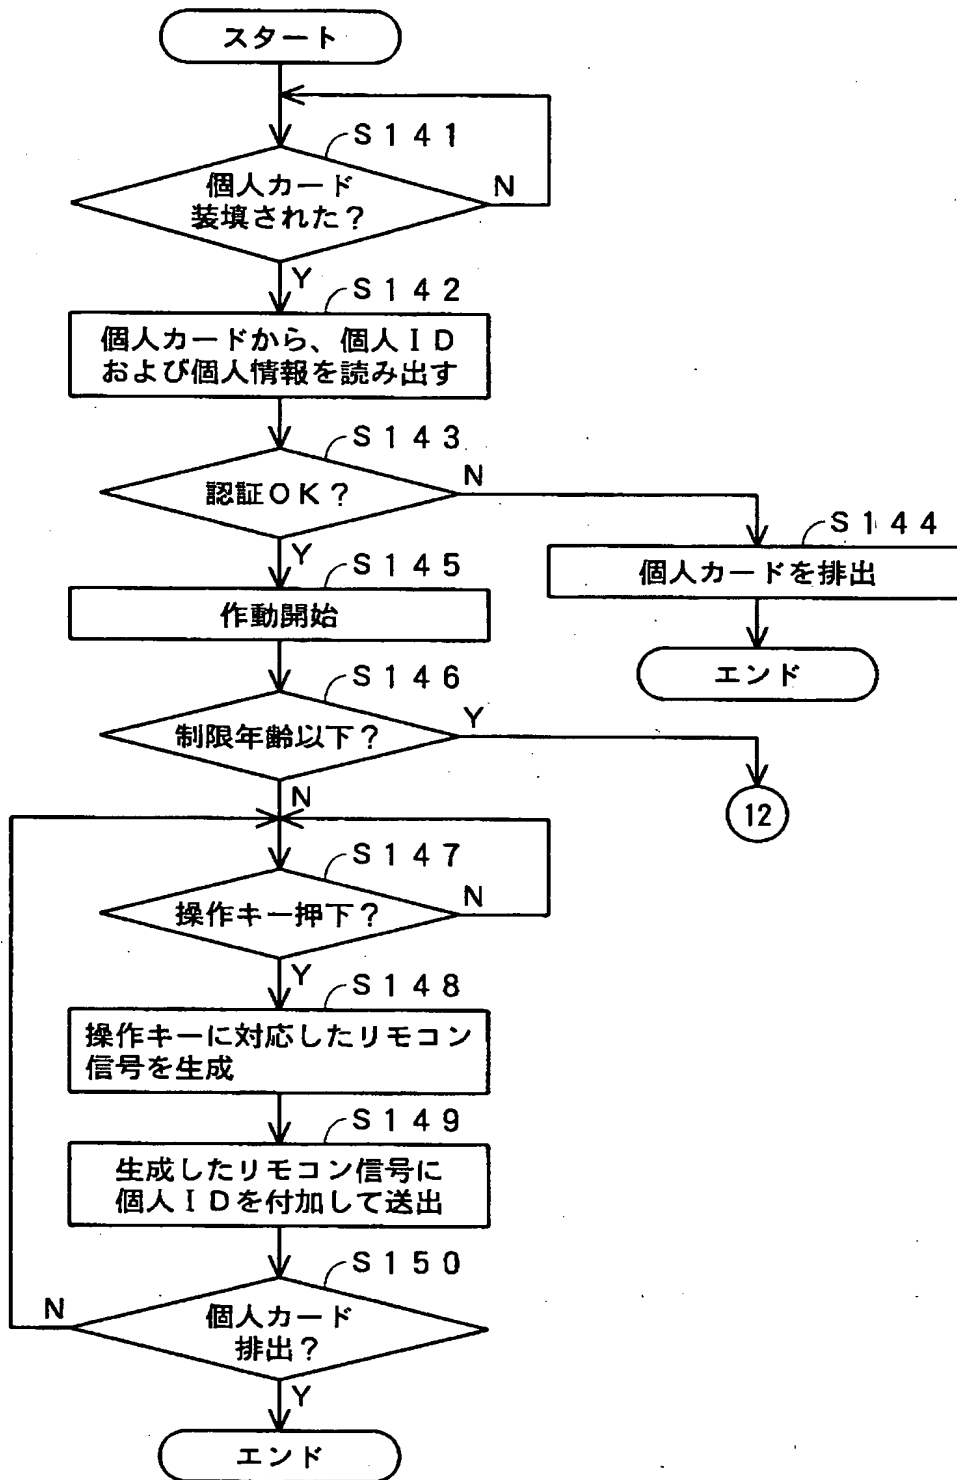 スタート
S141
個人カード
装填された？
N
Y
S142
個人カードから、個人ＩＤ
および個人情報を読み出す
S143
認証ＯＫ？
N
Y
S144
個人カードを排出
エンド
S145
作動開始
S146
制限年齢以下？
Y
N
12
S147
操作キー押下？
N
Y
S148
操作キーに対応したリモコン
信号を生成
S149
生成したリモコン信号に
個人ＩＤを付加して送出
S150
個人カード
排出？
N
Y
エンド